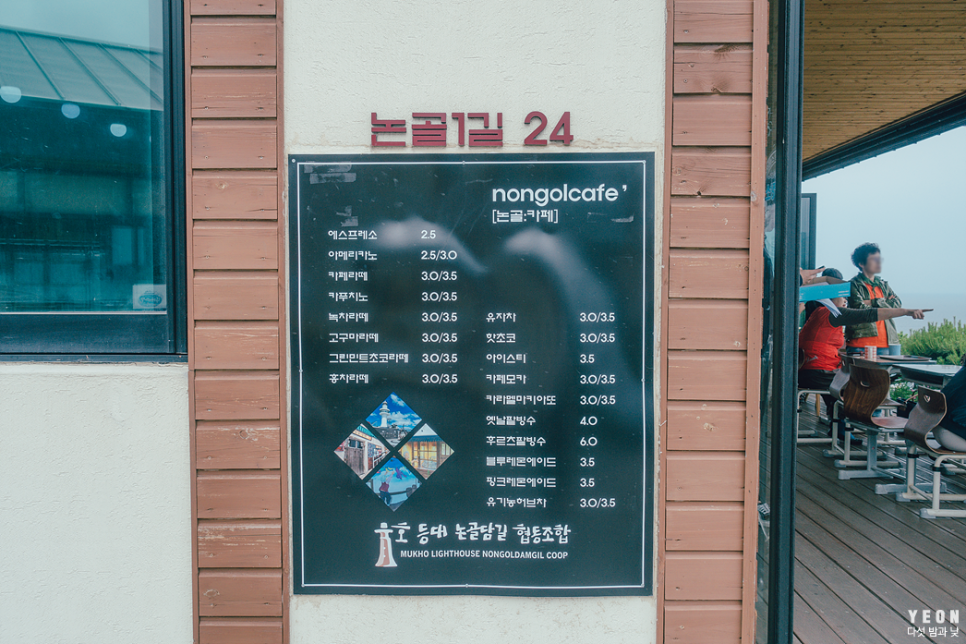 논골1길 24
nongolcafe'
[논골:카페]
에스프레소 2.5
아메리카노 2.5/3.0
카페라떼 3.0/3.5
카푸치노 3.0/3.5
녹차라떼 3.0/3.5
고구마라떼 3.0/3.5
그린민트초코라떼 3.0/3.5
홍차라떼 3.0/3.5
유자차 3.0/3.5
핫초코 3.0/3.5
아이스티 3.5
카페모카 3.0/3.5
카라멜마키아또 3.0/3.5
옛날팥빙수 4.0
후르츠팥빙수 6.0
블루레몬에이드 3.5
핑크레몬에이드 3.5
유기농허브차 3.0/3.5
묵호 등대 논골담길 협동조합
MUKHO LIGHTHOUSE NONGOLDAMGIL COOP
YEON
다섯 밤과 낮